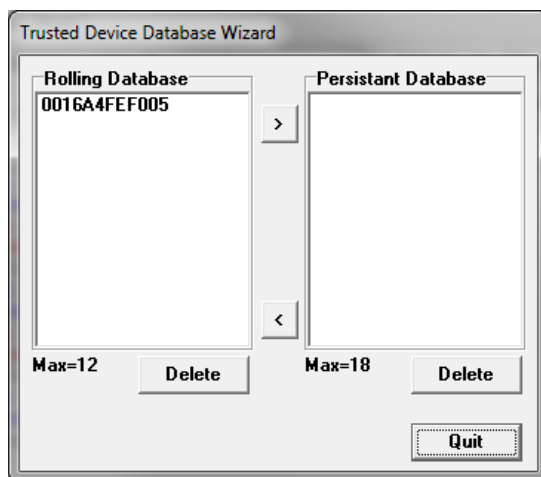 Trusted Device Database Wizard
Rolling Database
Persistant Database
0016A4FEF005
>
<
Max=12
Delete
Max=18
Delete
Quit